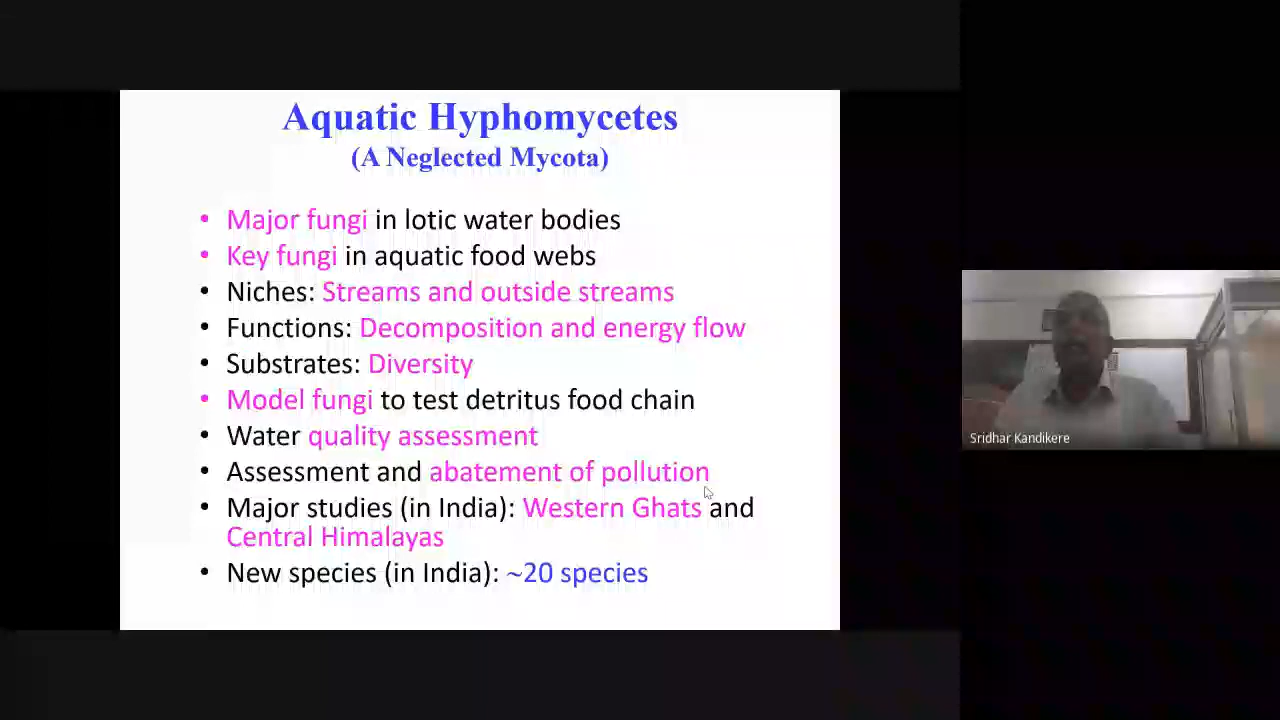 Aquatic Hyphomycetes
(A Neglected Mycota)
• Major fungi in lotic water bodies
• Key fungi in aquatic food webs
• Niches: Streams and outside streams
• Functions: Decomposition and energy flow
• Substrates: Diversity
• Model fungi to test detritus food chain
• Water quality assessment
• Assessment and abatement of pollution
• Major studies (in India): Western Ghats and
Central Himalayas
• New species (in India): ~20 species
Sridhar Kandikere